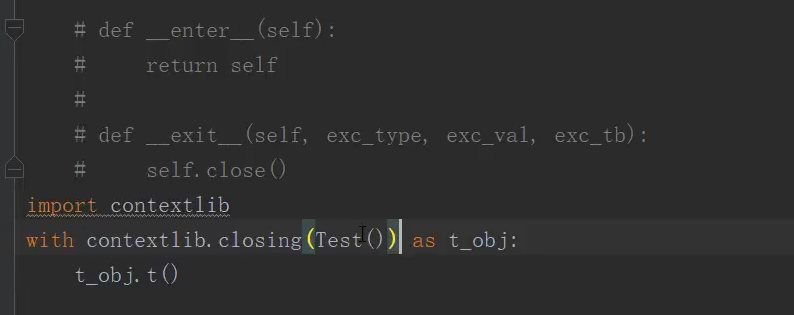 # def __enter__(self):
#     return self
#
# def __exit__(self, exc_type, exc_val, exc_tb):
#     self.close()
import contextlib
with contextlib.closing(Test()) as t_obj:
    t_obj.t()